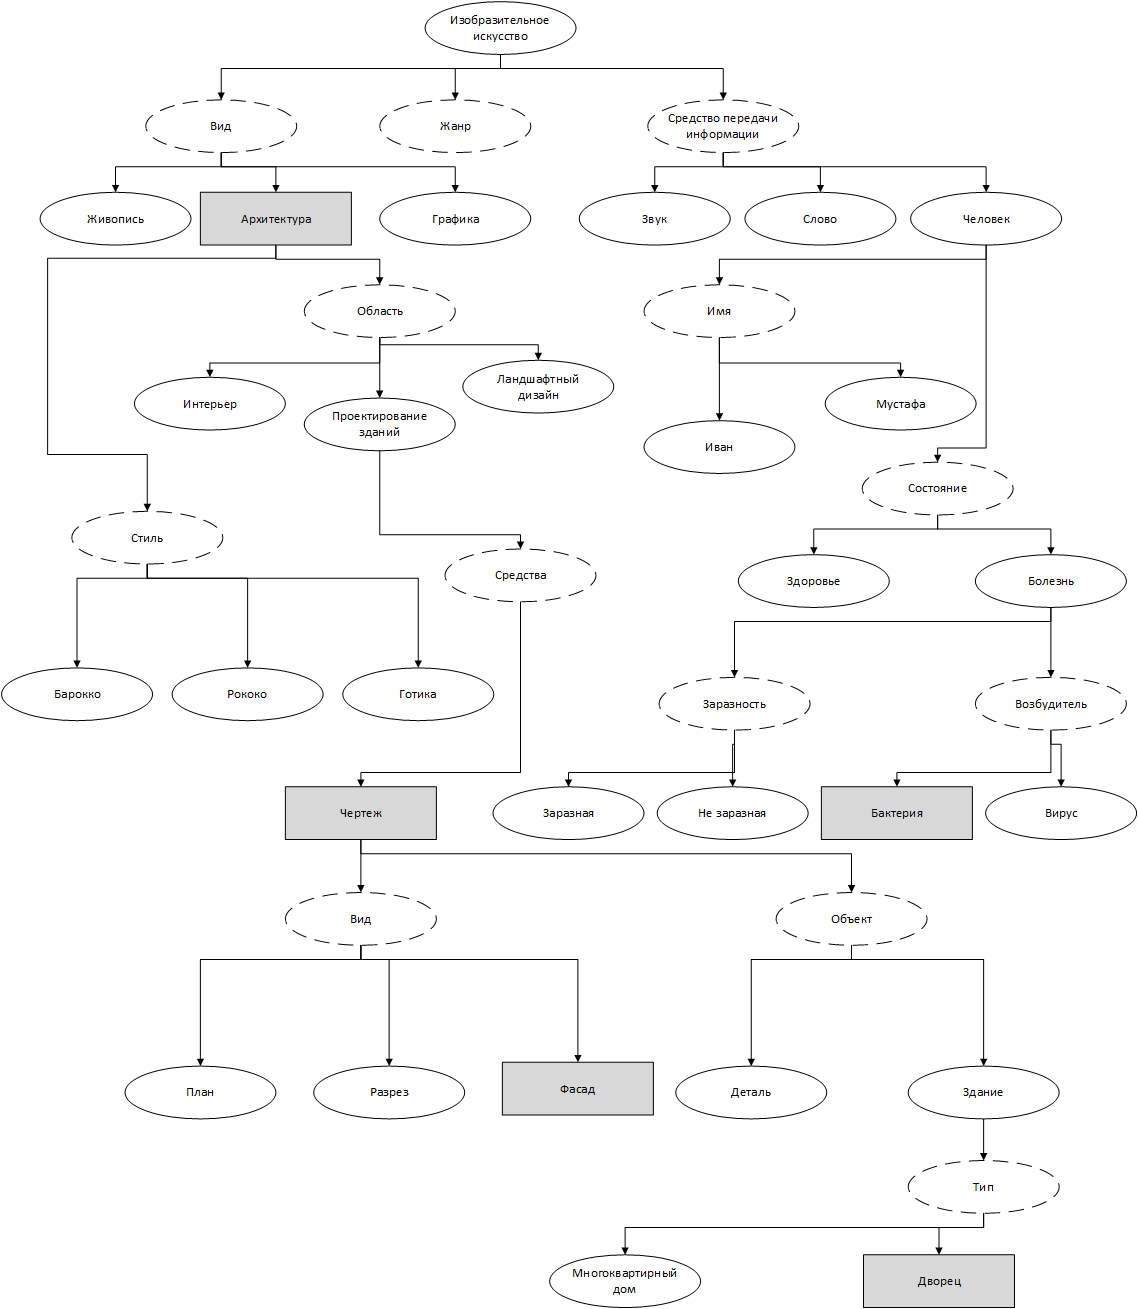 Изобразительное
искусство
Вид
Жанр
Средство передачи
информации
Живопись
Архитектура
Графика
Звук
Слово
Человек
Область
Имя
Интерьер
Проектирование
зданий
Ландшафтный
дизайн
Мустафа
Иван
Состояние
Стиль
Средства
Здоровье
Болезнь
Барокко
Рококо
Готика
Заразность
Возбудитель
Чертеж
Заразная
Не заразная
Бактерия
Вирус
Вид
Объект
План
Разрез
Фасад
Деталь
Здание
Тип
Многоквартирный
дом
Дворец